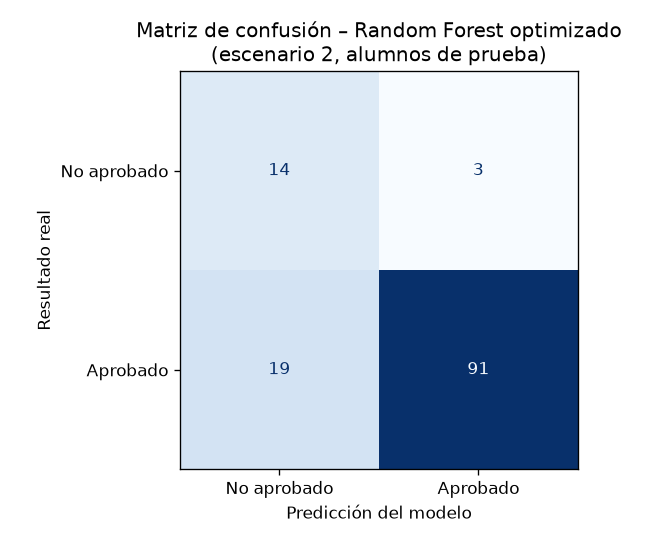 Matriz de confusión – Random Forest optimizado
(escenario 2, alumnos de prueba)
No aprobado
14
3
Resultado real
Aprobado
19
91
No aprobado
Aprobado
Predicción del modelo